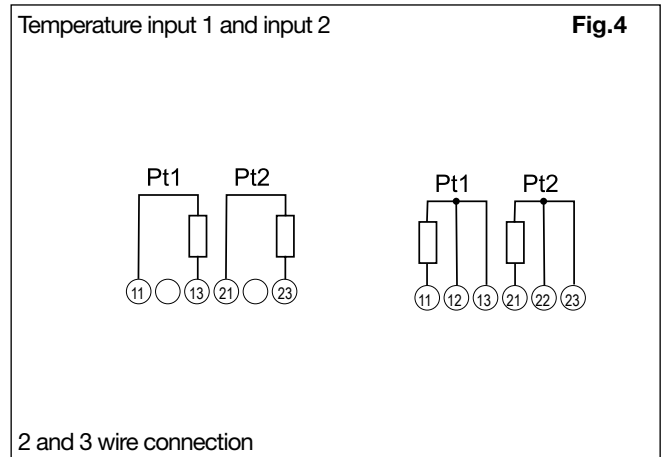 Temperature input 1 and input 2 Fig.4
Pt1 Pt2 Pt1 Pt2
11 13 21 23 11 12 13 21 22 23
2 and 3 wire connection